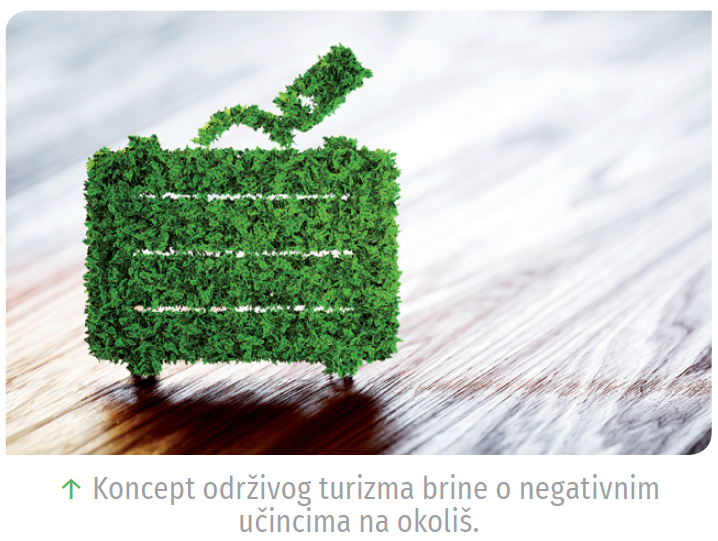 ↑ Koncept održivog turizma brine o negativnim
učincima na okoliš.